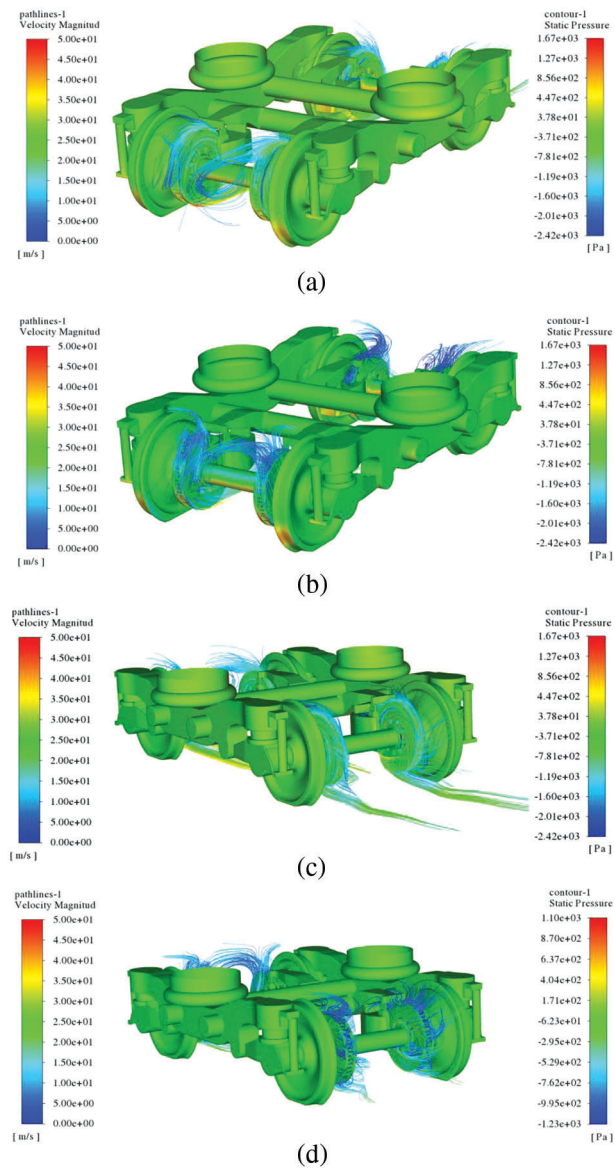 pathlines-1
Velocity Magnitud
5.00e+01
4.50e+01
4.00e+01
3.50e+01
3.00e+01
2.50e+01
2.00e+01
1.50e+01
1.00e+01
5.00e+00
0.00e+00
[ m/s ]
contour-1
Static Pressure
1.67e+03
1.27e+03
8.56e+02
4.47e+02
3.78e+01
-3.71e+02
-7.81e+02
-1.19e+03
-1.60e+03
-2.01e+03
-2.42e+03
[ Pa ]
(a)
pathlines-1
Velocity Magnitud
5.00e+01
4.50e+01
4.00e+01
3.50e+01
3.00e+01
2.50e+01
2.00e+01
1.50e+01
1.00e+01
5.00e+00
0.00e+00
[ m/s ]
contour-1
Static Pressure
1.67e+03
1.27e+03
8.56e+02
4.47e+02
3.78e+01
-3.71e+02
-7.81e+02
-1.19e+03
-1.60e+03
-2.01e+03
-2.42e+03
[ Pa ]
(b)
pathlines-1
Velocity Magnitud
5.00e+01
4.50e+01
4.00e+01
3.50e+01
3.00e+01
2.50e+01
2.00e+01
1.50e+01
1.00e+01
5.00e+00
0.00e+00
[ m/s ]
contour-1
Static Pressure
1.67e+03
1.27e+03
8.56e+02
4.47e+02
3.78e+01
-3.71e+02
-7.81e+02
-1.19e+03
-1.60e+03
-2.01e+03
-2.42e+03
[ Pa ]
(c)
pathlines-1
Velocity Magnitud
5.00e+01
4.50e+01
4.00e+01
3.50e+01
3.00e+01
2.50e+01
2.00e+01
1.50e+01
1.00e+01
5.00e+00
0.00e+00
[ m/s ]
contour-1
Static Pressure
1.10e+03
8.70e+02
6.37e+02
4.04e+02
1.71e+02
-6.23e+01
-2.95e+02
-5.29e+02
-7.62e+02
-9.95e+02
-1.23e+03
[ Pa ]
(d)